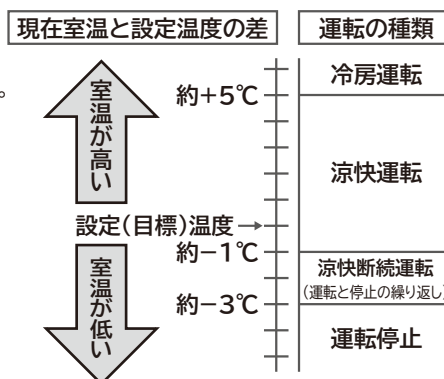 現在室温と設定温度の差
運転の種類
。
室温が高い
冷房運転
約+5℃
涼快運転
設定(目標)温度→
約−1℃
室温が低い
涼快断続運転
(運転と停止の繰り返し)
約−3℃
運転停止